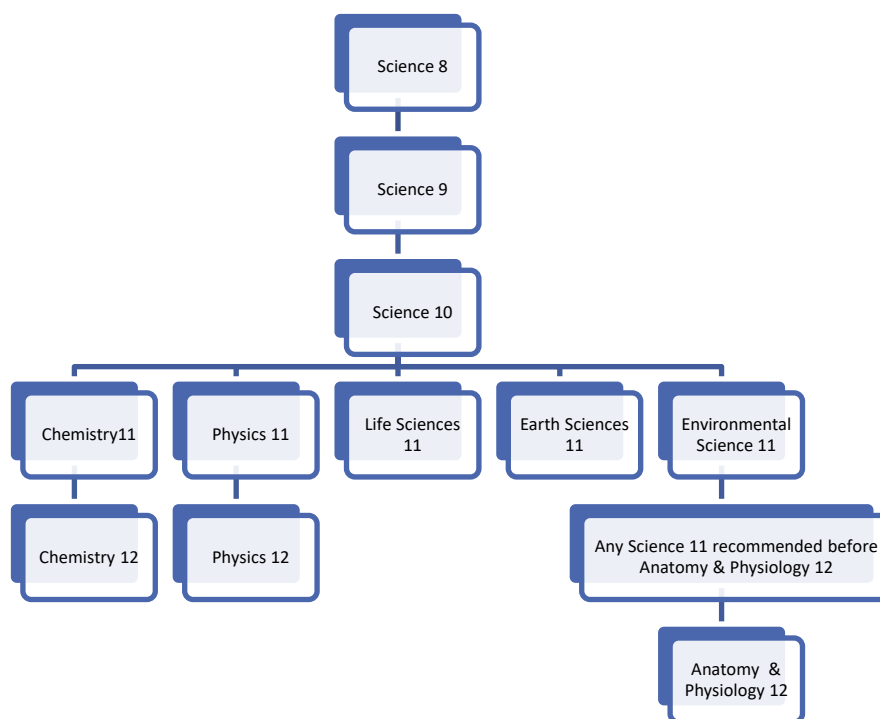 Science 8
Science 9
Science 10
Chemistry11
Physics 11
Life Sciences
11
Earth Sciences
11
Environmental
Science 11
Chemistry 12
Physics 12
Any Science 11 recommended before
Anatomy & Physiology 12
Anatomy &
Physiology 12